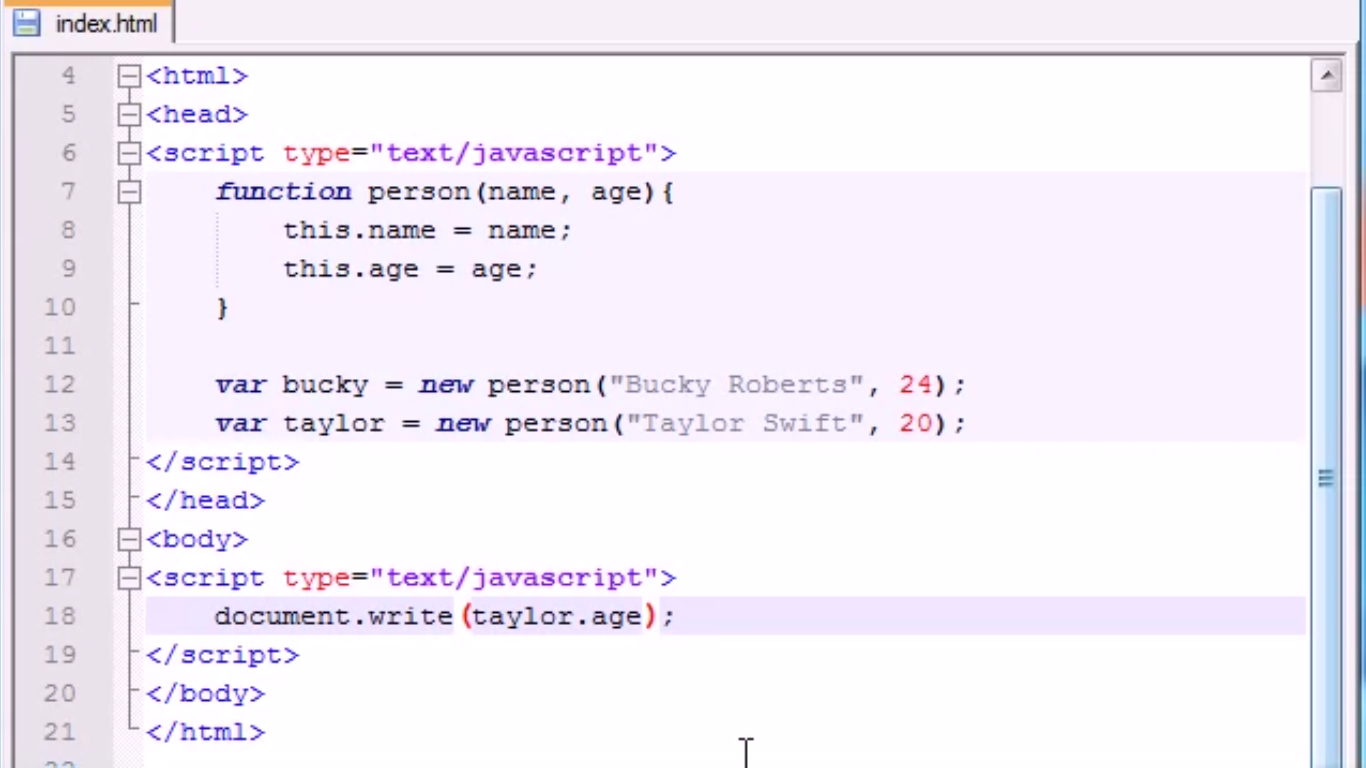 index.html
4 <html>
5 <head>
6 <script type="text/javascript">
7 function person(name, age){
8 this.name = name;
9 this.age = age;
10 }
11
12 var bucky = new person("Bucky Roberts", 24);
13 var taylor = new person("Taylor Swift", 20);
14 </script>
15 </head>
16 <body>
17 <script type="text/javascript">
18 document.write(taylor.age);
19 </script>
20 </body>
21 </html>